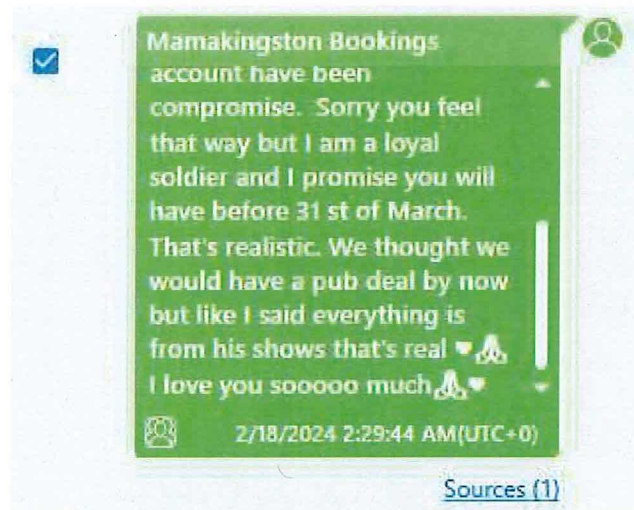 Mamakingston Bookings
account have been
compromise. Sorry you feel
that way but I am a loyal
soldier and I promise you will
have before 31 st of March.
That's realistic. We thought we
would have a pub deal by now
but like I said everything is
from his shows that's real ♥🙏
I love you sooooo much🙏♥
2/18/2024 2:29:44 AM(UTC+0)
Sources (1)